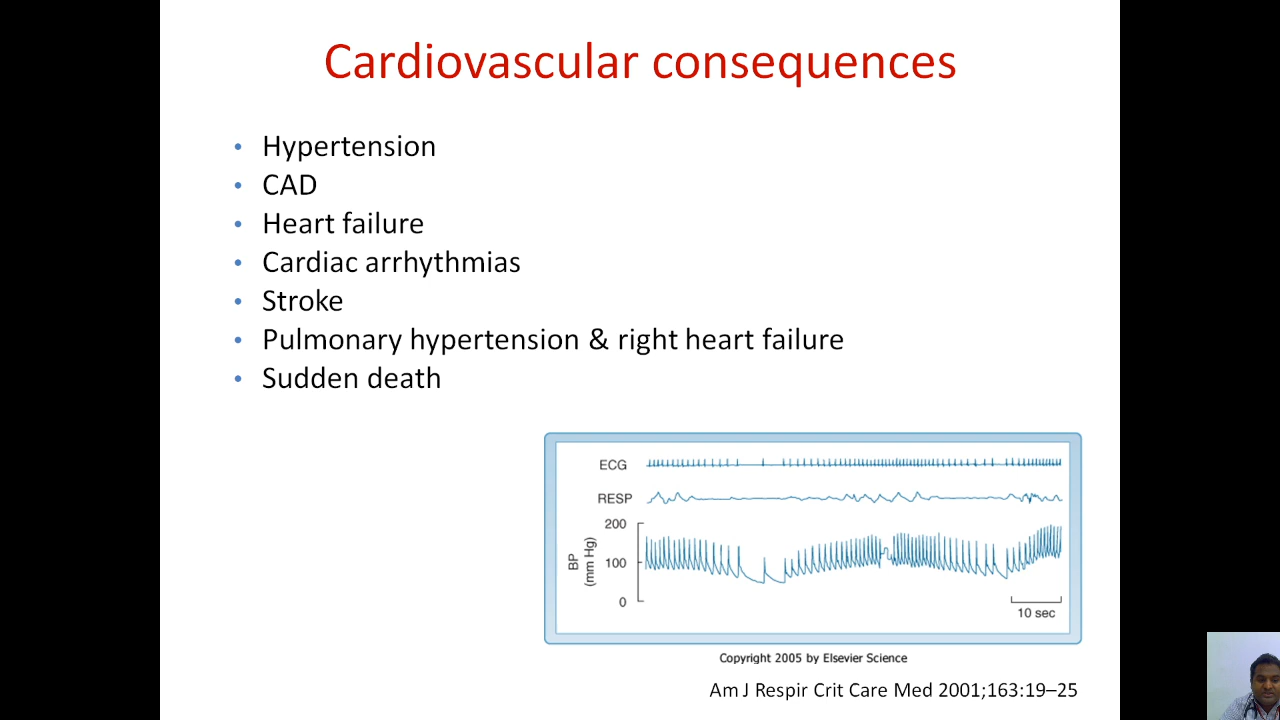 Cardiovascular consequences
• Hypertension
• CAD
• Heart failure
• Cardiac arrhythmias
• Stroke
• Pulmonary hypertension & right heart failure
• Sudden death
ECG
RESP
200
BP
(mm Hg)
100
0
10 sec
Copyright 2005 by Elsevier Science
Am J Respir Crit Care Med 2001;163:19–25